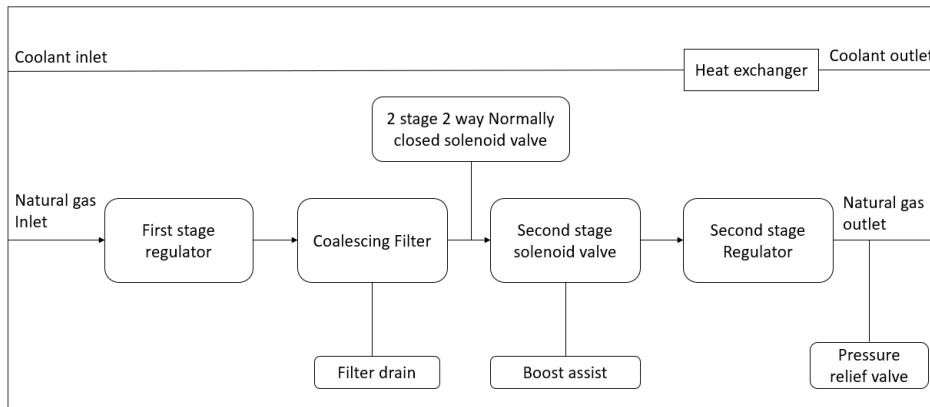 Coolant inlet
Heat exchanger
Coolant outlet
2 stage 2 way Normally
closed solenoid valve
Natural gas
Inlet
First stage
regulator
Coalescing Filter
Second stage
solenoid valve
Second stage
Regulator
Natural gas
outlet
Filter drain
Boost assist
Pressure
relief valve